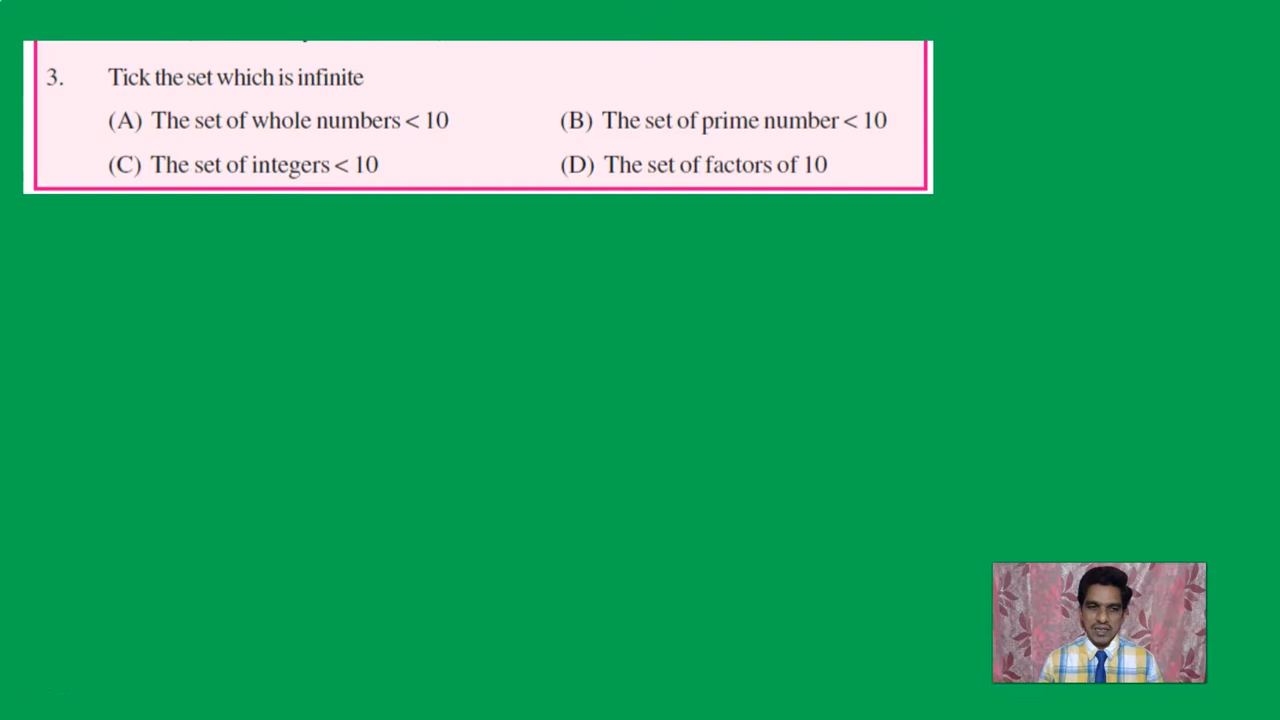 3. Tick the set which is infinite
(A) The set of whole numbers < 10 (B) The set of prime number < 10
(C) The set of integers < 10 (D) The set of factors of 10